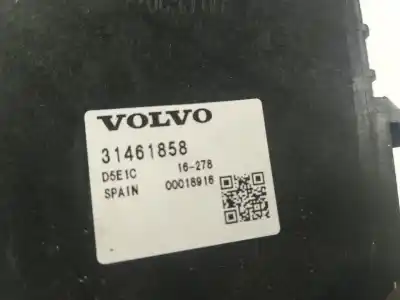 VOLVO
31461858
D5E1C 16-278
SPAIN 00018916